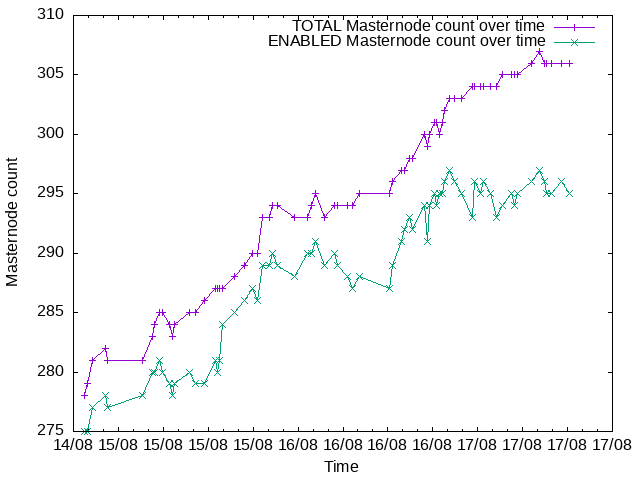 TOTAL Masternode count over time
ENABLED Masternode count over time
310
305
300
295
290
285
280
275
Masternode count
14/08 15/08 15/08 15/08 15/08 16/08 16/08 16/08 16/08 17/08 17/08 17/08 17/08
Time